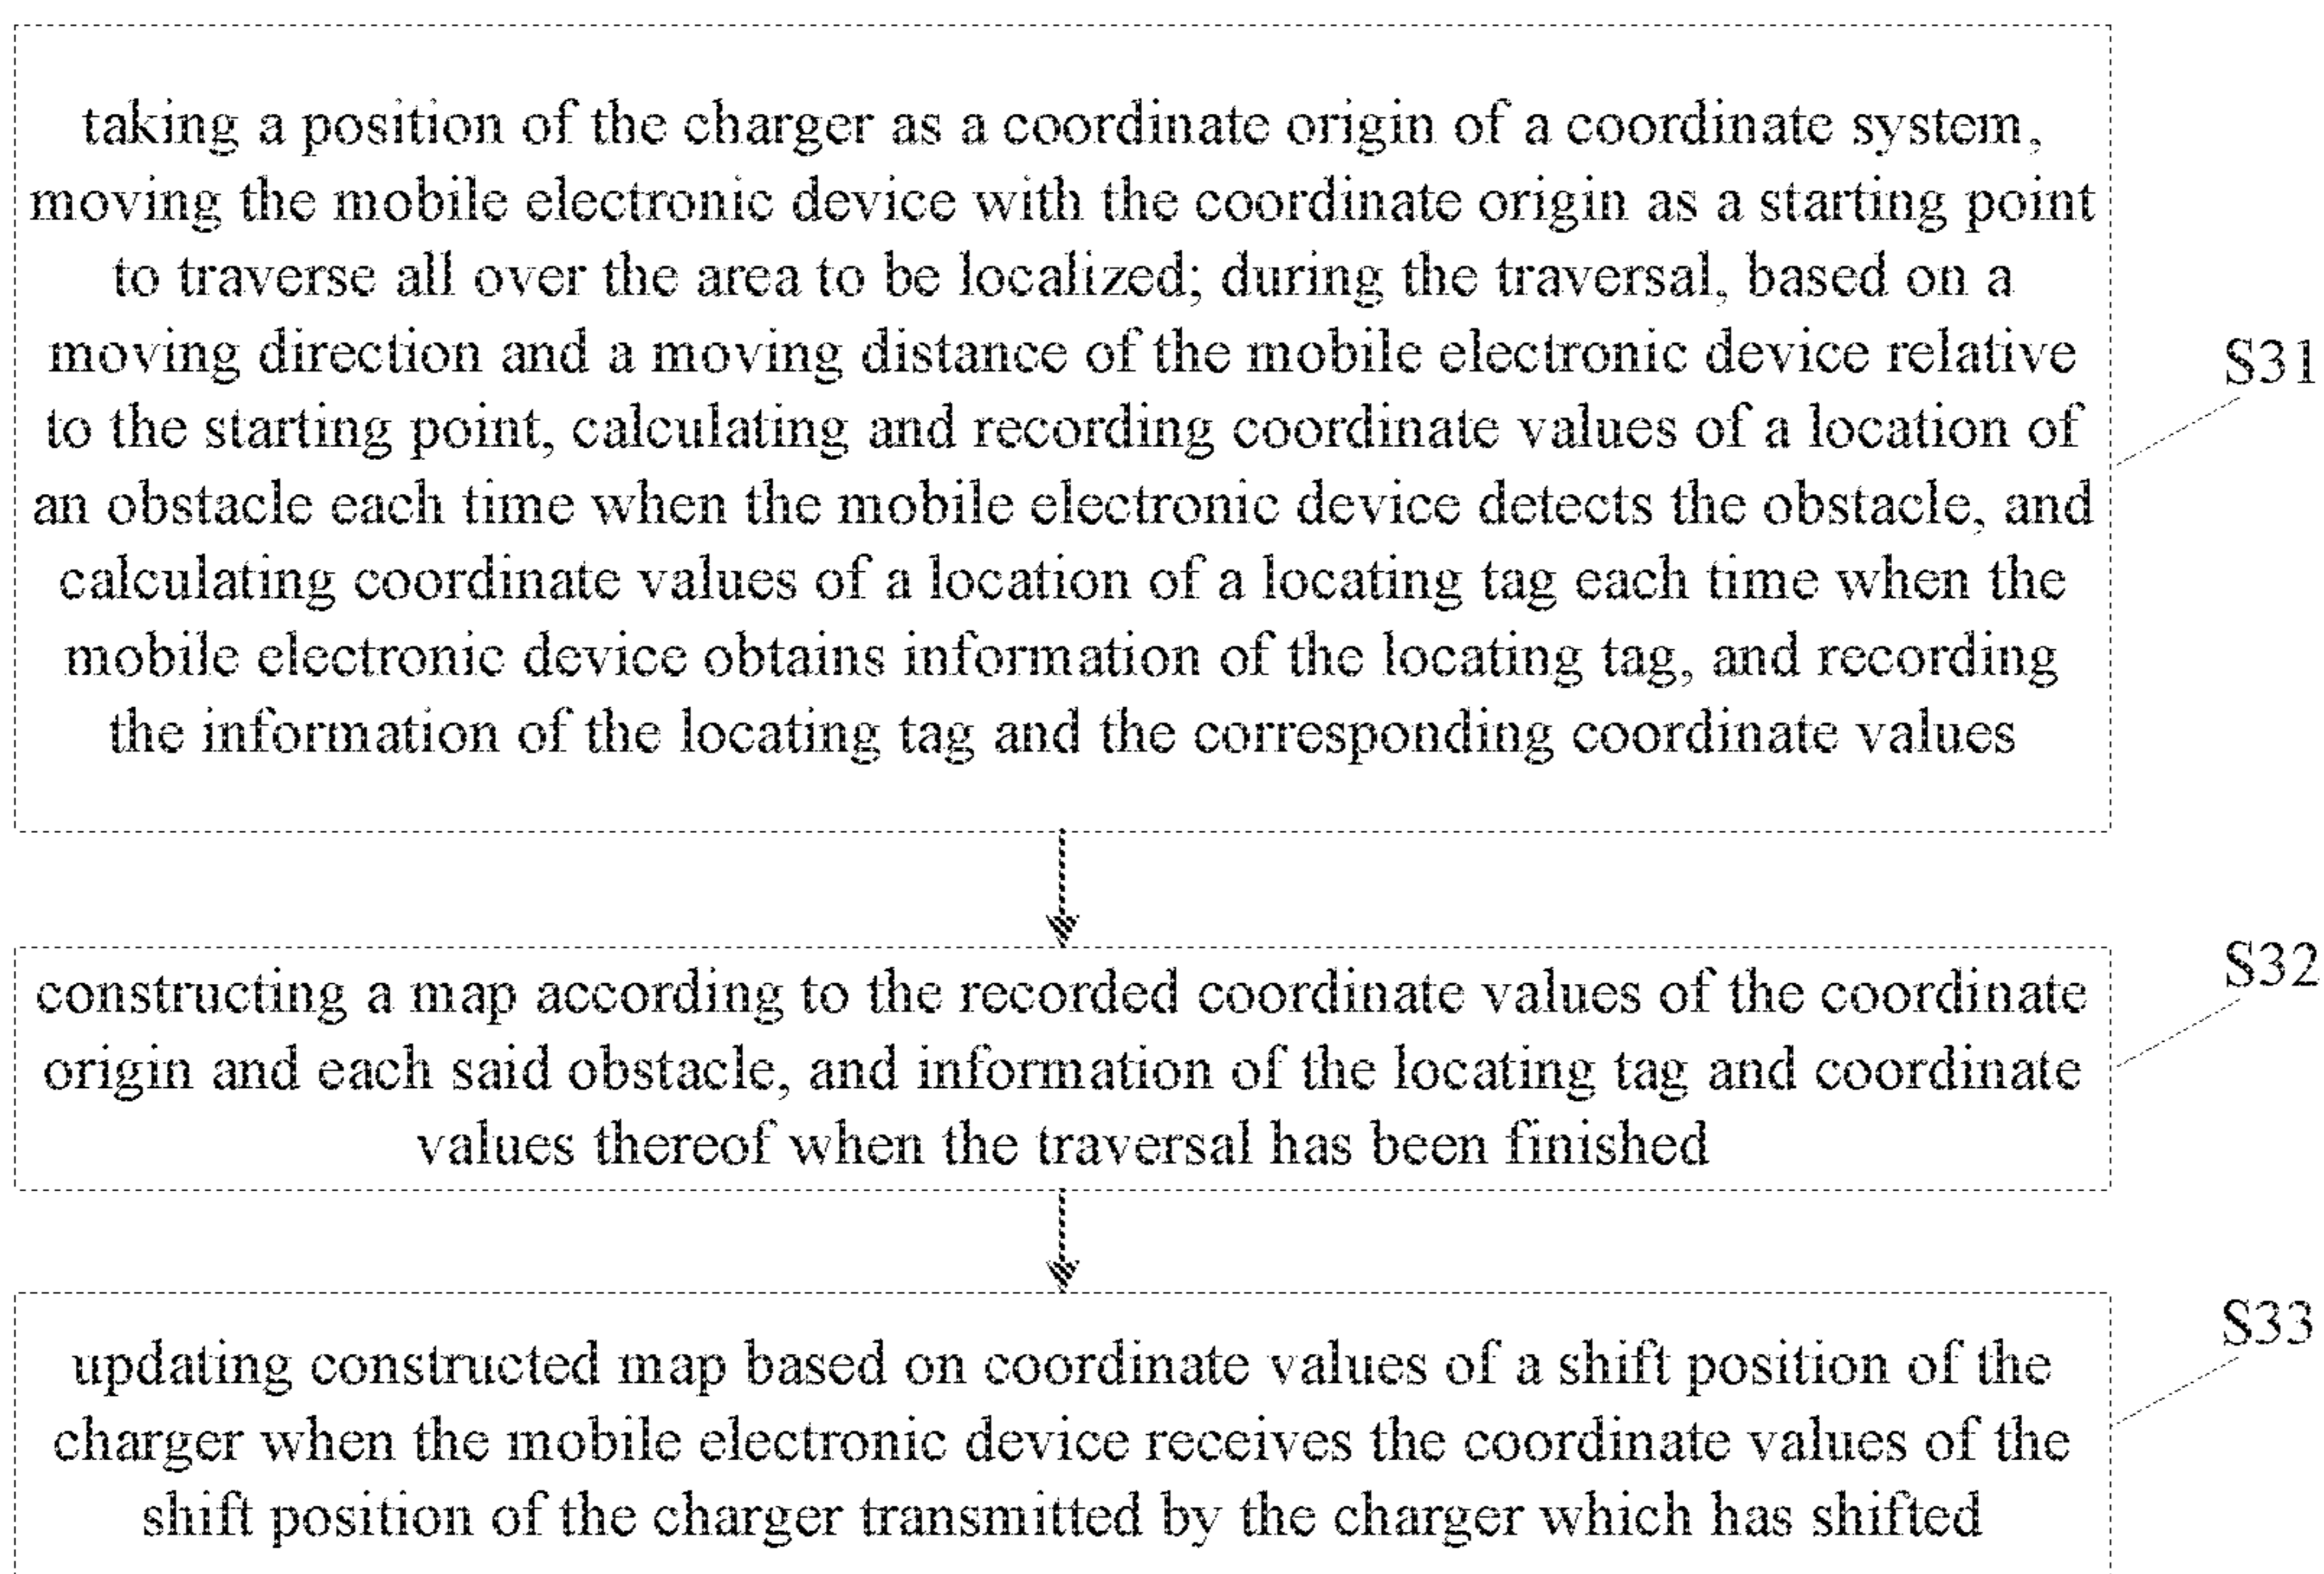 taking a position of the charger as a coordinate origin of a coordinate system,
moving the mobile electronic device with the coordinate origin as a starting point
to traverse all over the area to be localized; during the traversal, based on a
moving direction and a moving distance of the mobile electronic device relative
to the starting point, calculating and recording coordinate values of a location of
an obstacle each time when the mobile electronic device detects the obstacle, and
calculating coordinate values of a location of a locating tag each time when the
mobile electronic device obtains information of the locating tag, and recording
the information of the locating tag and the corresponding coordinate values
S31
constructing a map according to the recorded coordinate values of the coordinate
origin and each said obstacle, and information of the locating tag and coordinate
values thereof when the traversal has been finished
S32
updating constructed map based on coordinate values of a shift position of the
charger when the mobile electronic device receives the coordinate values of the
shift position of the charger transmitted by the charger which has shifted
S33